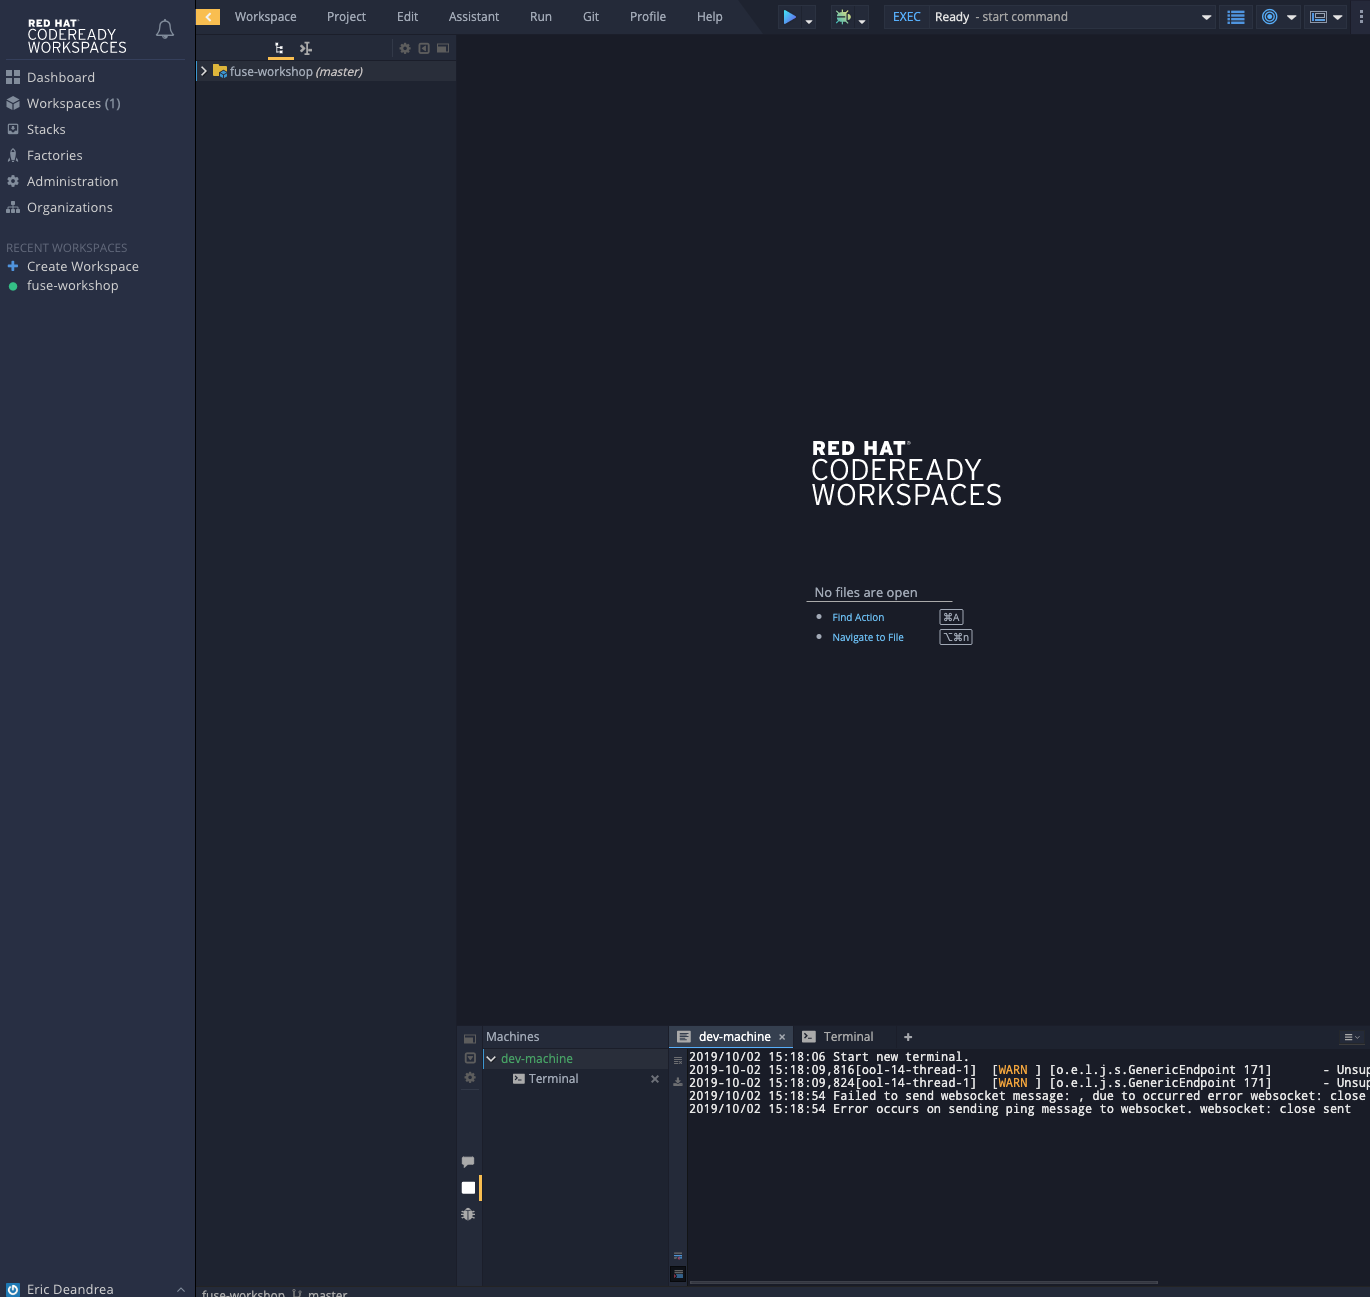 RED HAT
CODEREADY
WORKSPACES
Dashboard
Workspaces (1)
Stacks
Factories
Administration
Organizations
RECENT WORKSPACES
Create Workspace
fuse-workshop
Eric Deandrea
Workspace Project Edit Assistant Run Git Profile Help
EXEC Ready - start command
fuse-workshop (master)
RED HAT
CODEREADY
WORKSPACES
No files are open
Find Action ⌘A
Navigate to File ⌥⌘n
Machines
dev-machine
Terminal
dev-machine × Terminal +
2019/10/02 15:18:06 Start new terminal.
2019-10-02 15:18:09,816[ool-14-thread-1] [WARN ] [o.e.l.j.s.GenericEndpoint 171] - Unsup
2019-10-02 15:18:09,824[ool-14-thread-1] [WARN ] [o.e.l.j.s.GenericEndpoint 171] - Unsup
2019/10/02 15:18:54 Failed to send websocket message: , due to occurred error websocket: close
2019/10/02 15:18:54 Error occurs on sending ping message to websocket. websocket: close sent
fuse-workshop master